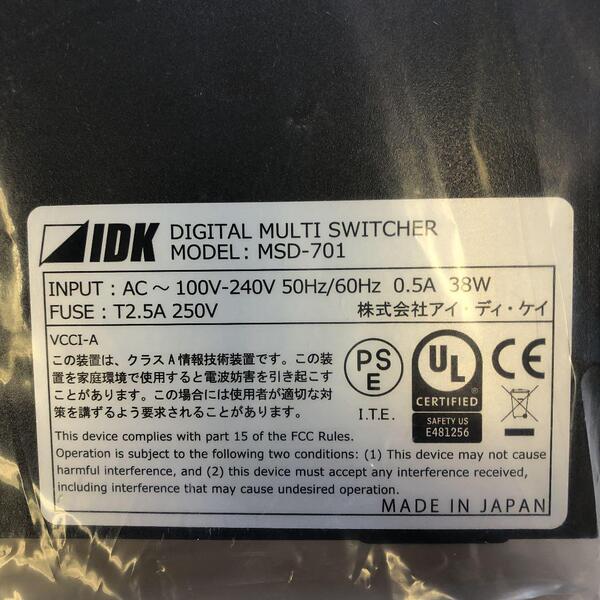 IDK
DIGITAL MULTI SWITCHER
MODEL: MSD-701
INPUT : AC ~ 100V-240V 50Hz/60Hz 0.5A 38W
FUSE : T2.5A 250V 株式会社アイ・ディ・ケイ
VCCI-A
この装置は、クラスA情報技術装置です。この装
置を家庭環境で使用すると電波妨害を引き起こす
ことがあります。この場合には使用者が適切な対
策を講ずるよう要求されることがあります。
PS
E
I.T.E.
UL
®
CERTIFIED
SAFETY US
E481256
CE
This device complies with part 15 of the FCC Rules.
Operation is subject to the following two conditions: (1) This device may not cause
harmful interference, and (2) this device must accept any interference received,
including interference that may cause undesired operation.
MADE IN JAPAN